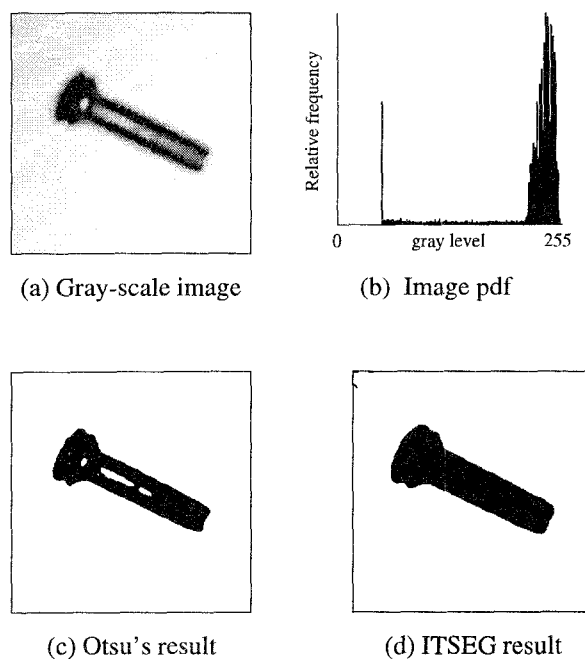 Relative frequency
0 gray level 255
(a) Gray-scale image
(b) Image pdf
(c) Otsu's result
(d) ITSEG result